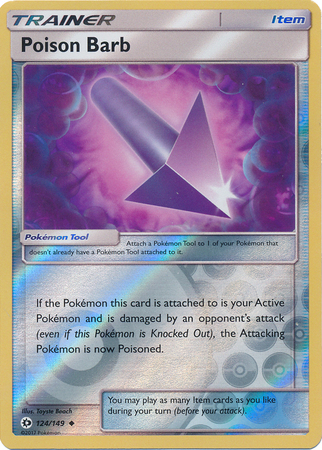 TRAINER Item
Poison Barb
Pokémon Tool
Attach a Pokémon Tool to 1 of your Pokémon that
doesn't already have a Pokémon Tool attached to it.
If the Pokémon this card is attached to is your Active
Pokémon and is damaged by an opponent's attack
(even if this Pokémon is Knocked Out), the Attacking
Pokémon is now Poisoned.
You may play as many Item cards as you like
during your turn (before your attack).
Illus. Toyste Beach
124/149
©2017 Pokémon